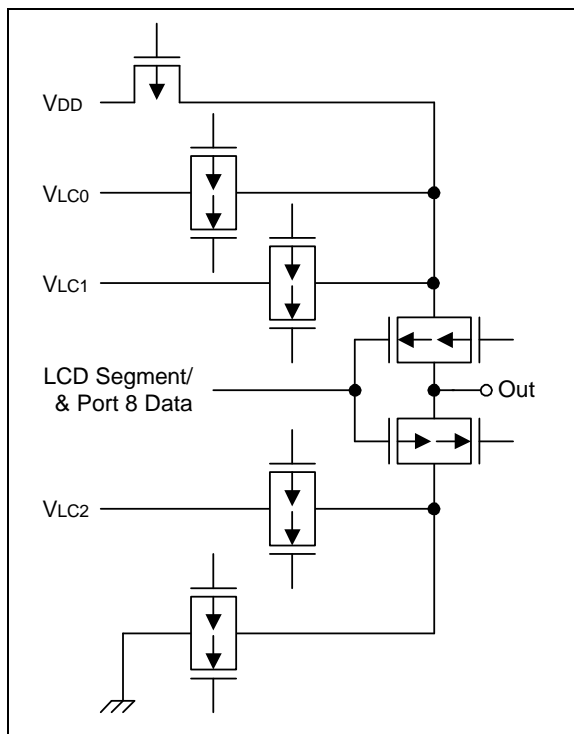 VDD
VLC0
VLC1
LCD Segment/
& Port 8 Data
Out
VLC2